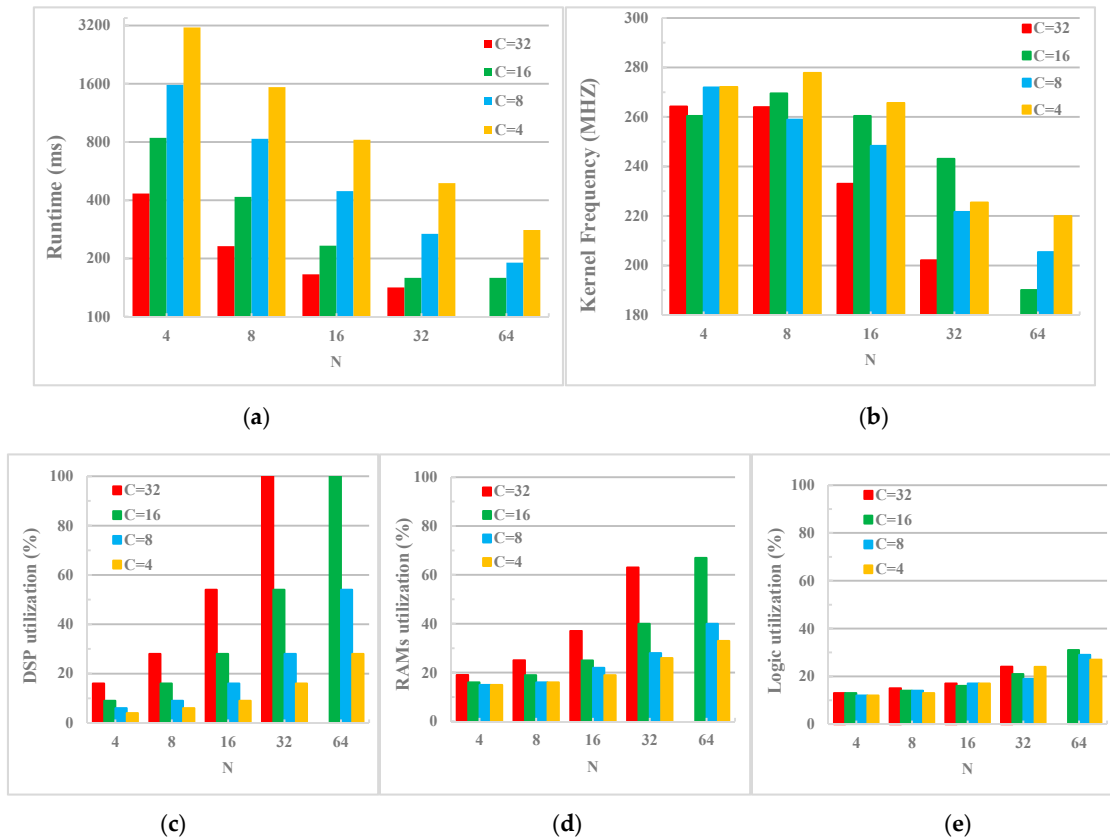 3200
1600
800
400
200
100
Runtime (ms)
C=32
C=16
C=8
C=4
4 8 16 32 64
N
(a)
300
280
260
240
220
200
180
Kernel Frequency (MHZ)
C=32
C=16
C=8
C=4
4 8 16 32 64
N
(b)
100
80
60
40
20
0
DSP utilization (%)
C=32
C=16
C=8
C=4
4 8 16 32 64
N
(c)
100
80
60
40
20
0
RAMs utilization (%)
C=32
C=16
C=8
C=4
4 8 16 32 64
N
(d)
100
80
60
40
20
0
Logic utilization (%)
C=32
C=16
C=8
C=4
4 8 16 32 64
N
(e)